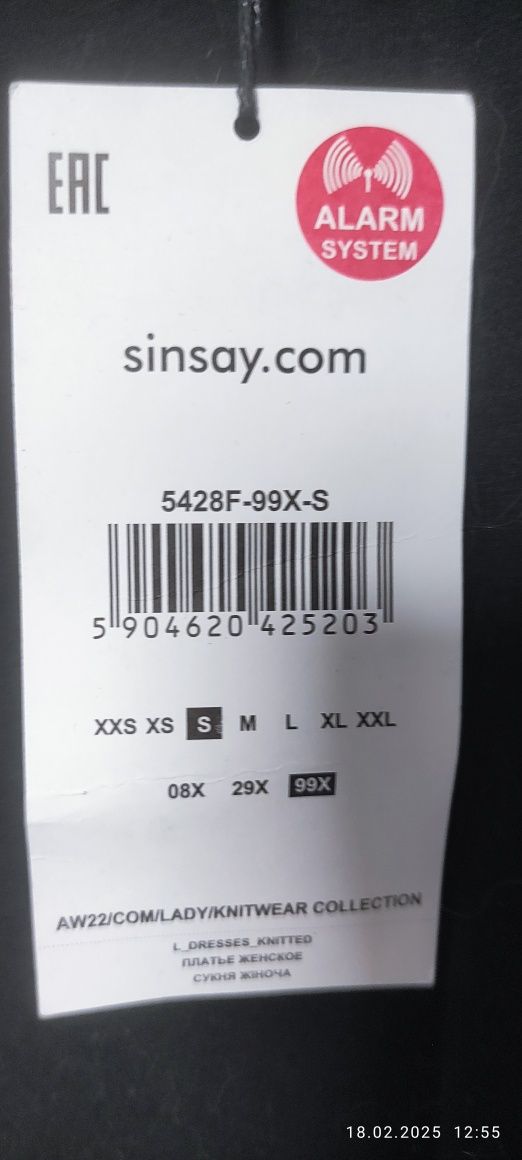 EAC
ALARM
SYSTEM
sinsay.com
5428F-99X-S
5 904620 425203
XXS XS S M L XL XXL
08X 29X 99X
AW22/COM/LADY/KNITWEAR COLLECTION
L_DRESSES_KNITTED
ПЛАТЬЕ ЖЕНСКОЕ
СУКНЯ ЖІНОЧА
18.02.2025 12:55